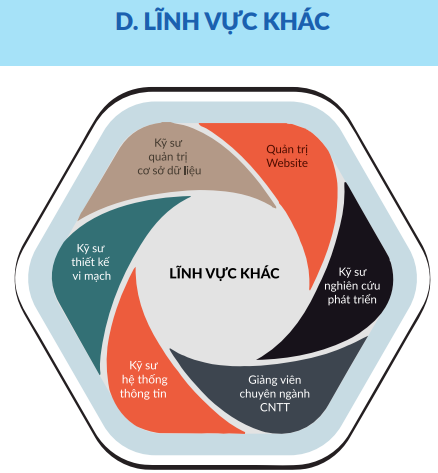 D. LĨNH VỰC KHÁC
Kỹ sư
quản trị
cơ sở dữ liệu
Quản trị
Website
Kỹ sư
thiết kế
vi mạch
LĨNH VỰC KHÁC
Kỹ sư
nghiên cứu
phát triển
Kỹ sư
hệ thống
thông tin
Giảng viên
chuyên ngành
CNTT